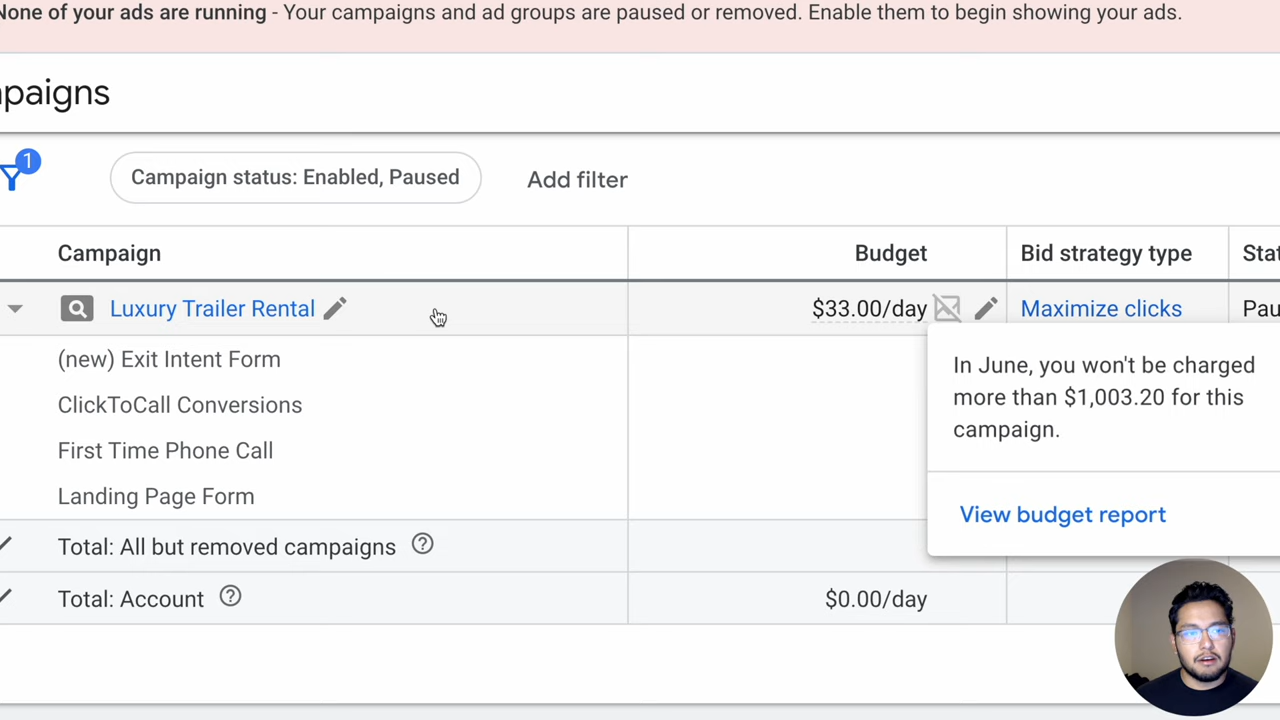 None of your ads are running - Your campaigns and ad groups are paused or removed. Enable them to begin showing your ads.
paigns
1
Campaign status: Enabled, Paused
Add filter
Campaign
Budget
Bid strategy type
Stat
Luxury Trailer Rental
$33.00/day
Maximize clicks
Pau
(new) Exit Intent Form
ClickToCall Conversions
First Time Phone Call
Landing Page Form
In June, you won't be charged
more than $1,003.20 for this
campaign.
View budget report
Total: All but removed campaigns
Total: Account
$0.00/day